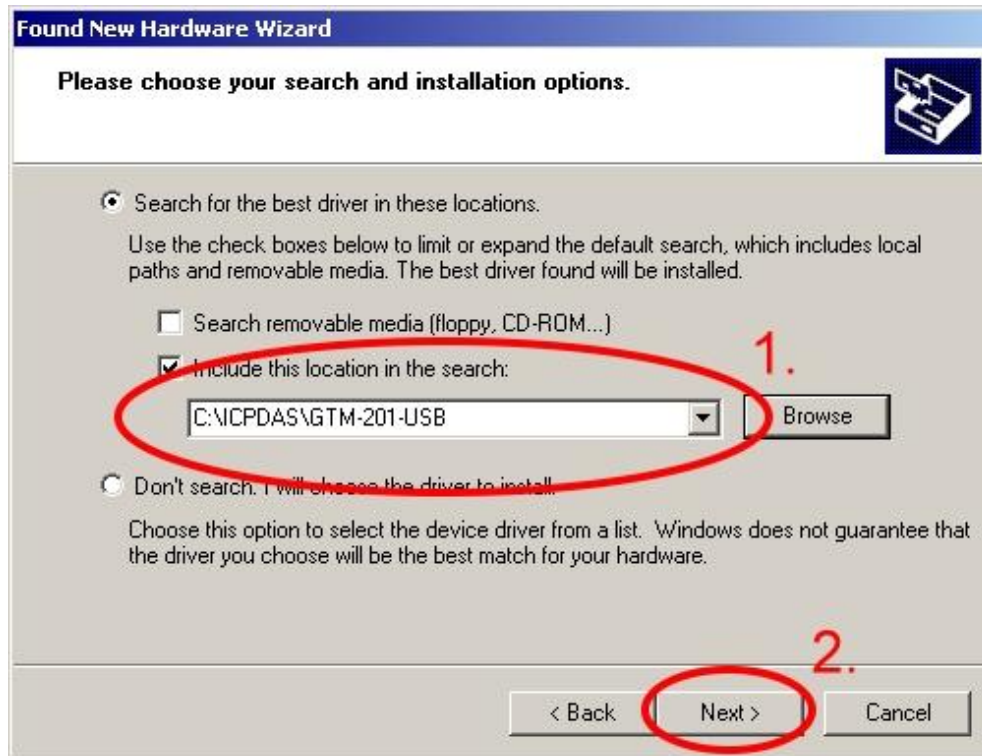 Found New Hardware Wizard
Please choose your search and installation options.
Search for the best driver in these locations.
Use the check boxes below to limit or expand the default search, which includes local
paths and removable media. The best driver found will be installed.
Search removable media (floppy, CD-ROM...)
Include this location in the search:
1.
C:\ICPDAS\GTM-201-USB
Browse
Don't search. I will choose the driver to install.
Choose this option to select the device driver from a list. Windows does not guarantee that
the driver you choose will be the best match for your hardware.
2.
< Back Next > Cancel